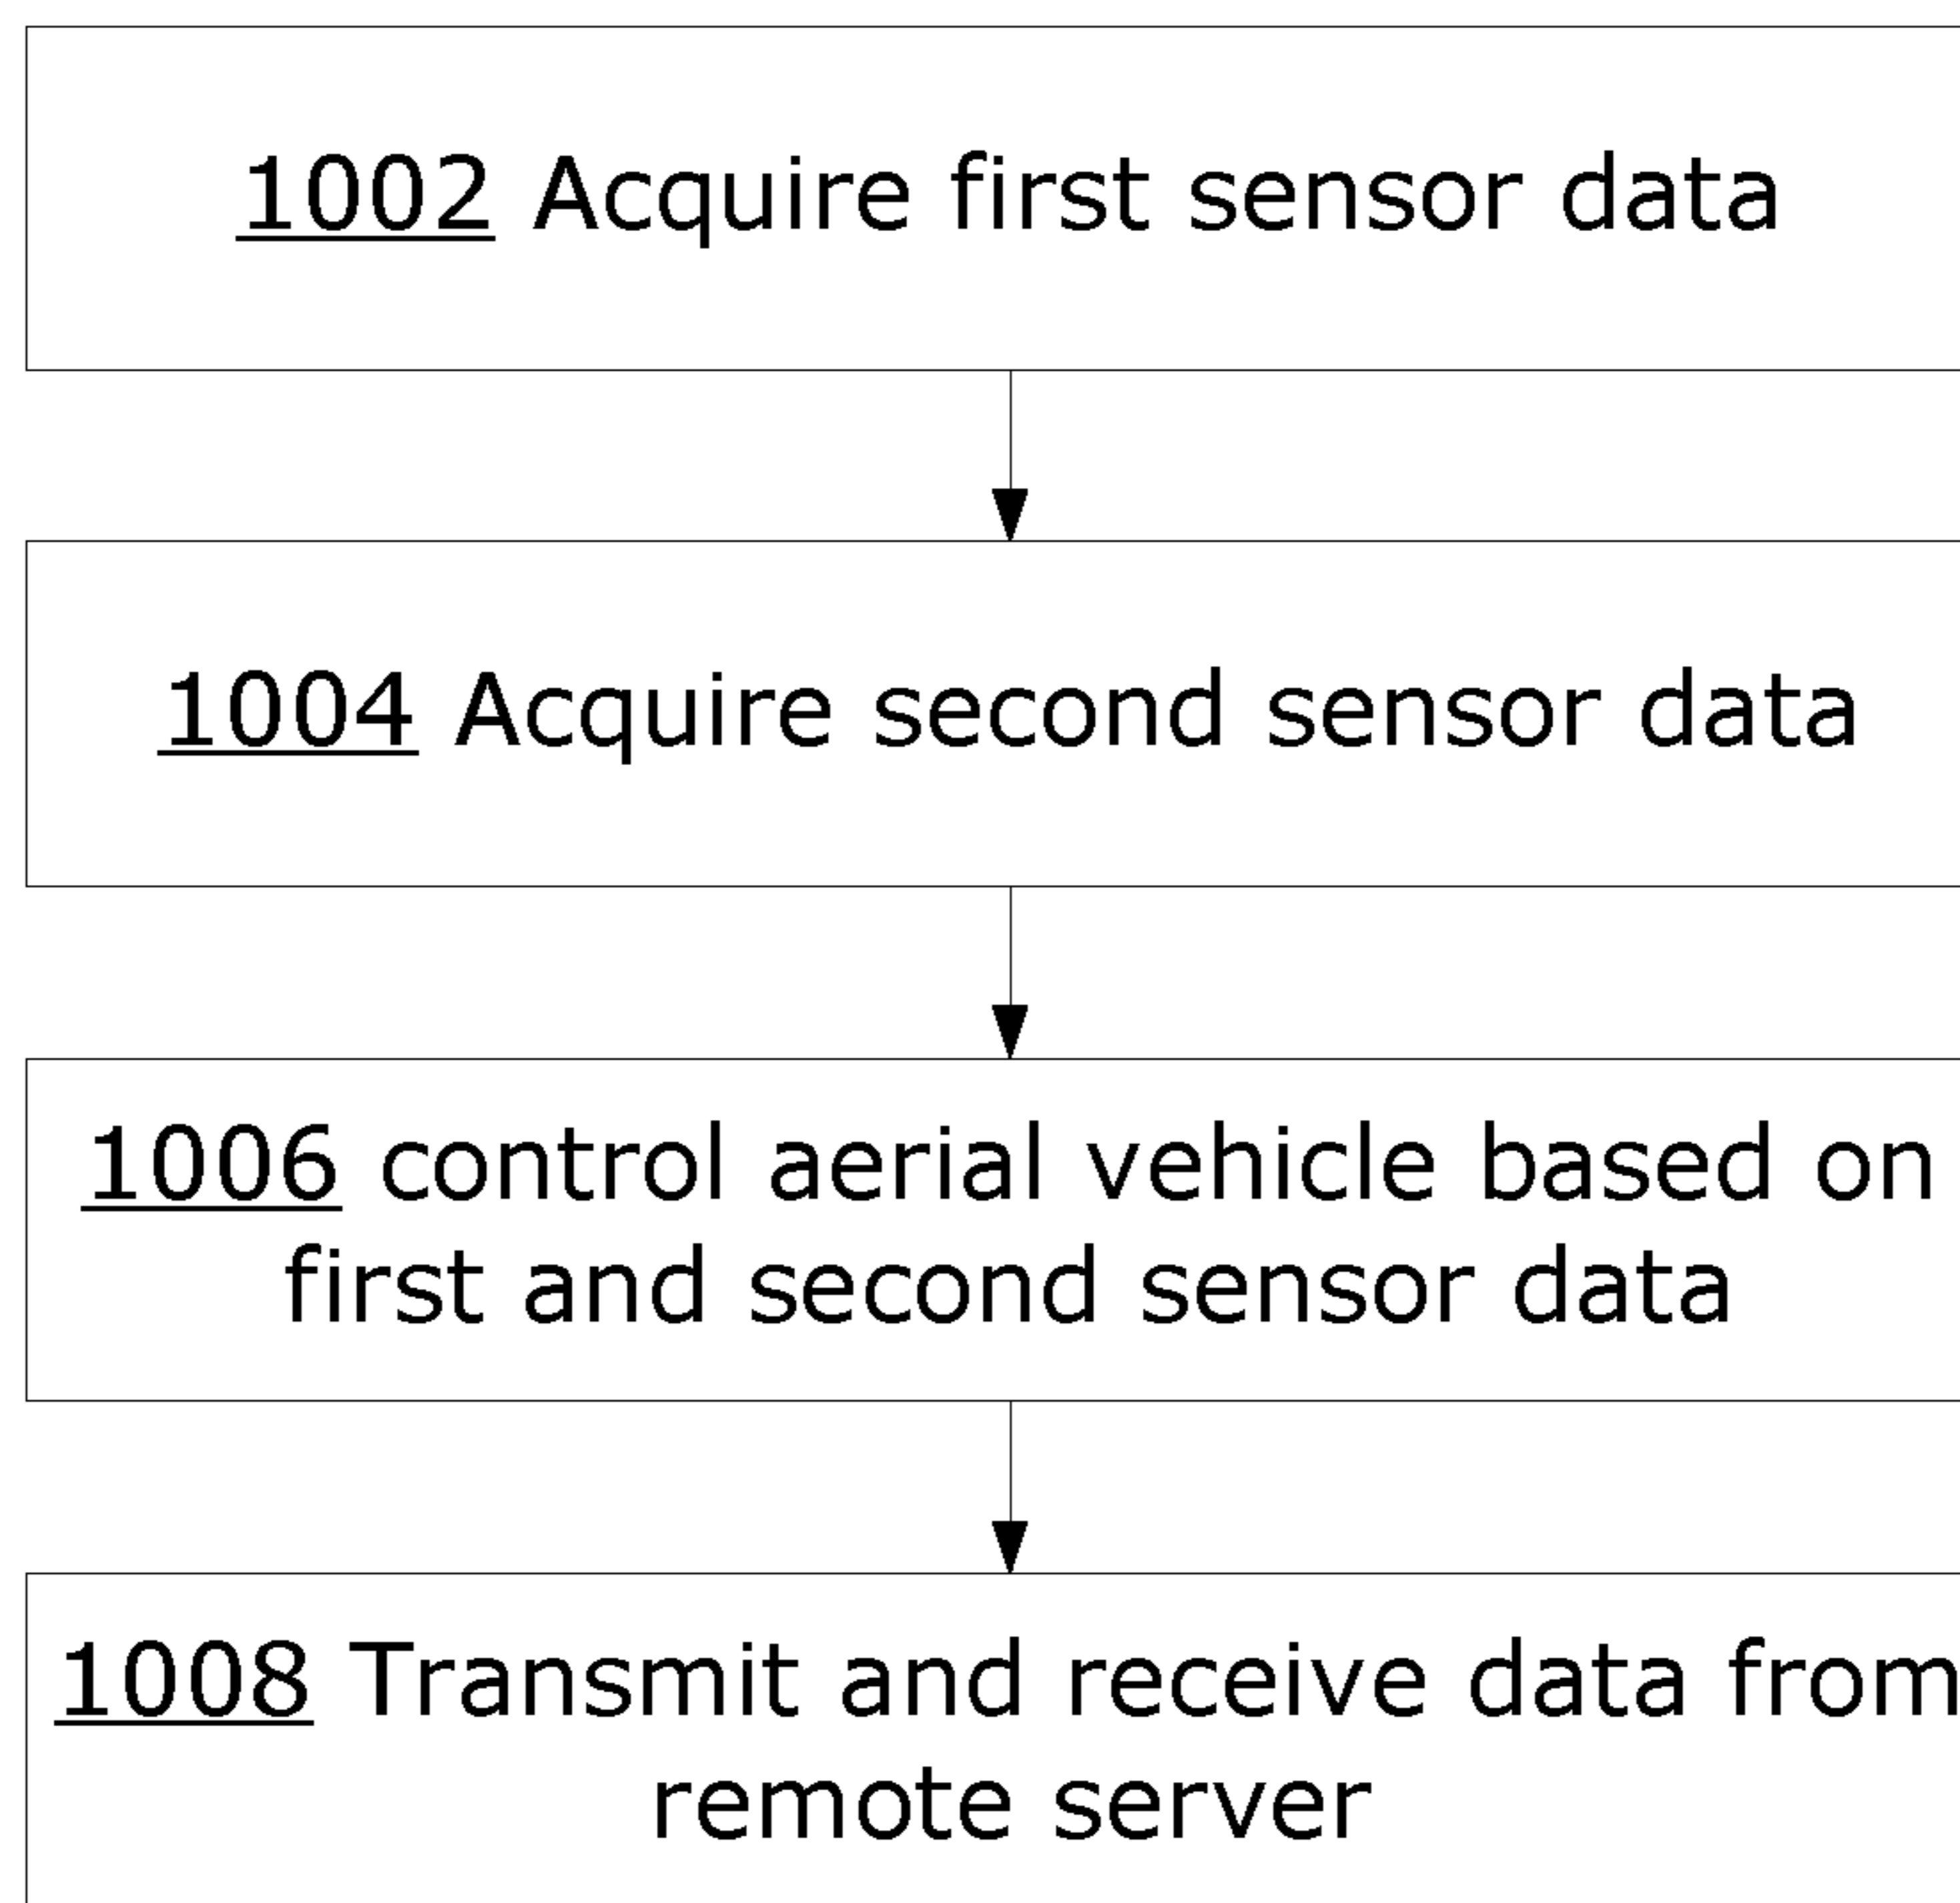 1002 Acquire first sensor data
1004 Acquire second sensor data
1006 control aerial vehicle based on
first and second sensor data
1008 Transmit and receive data from
remote server